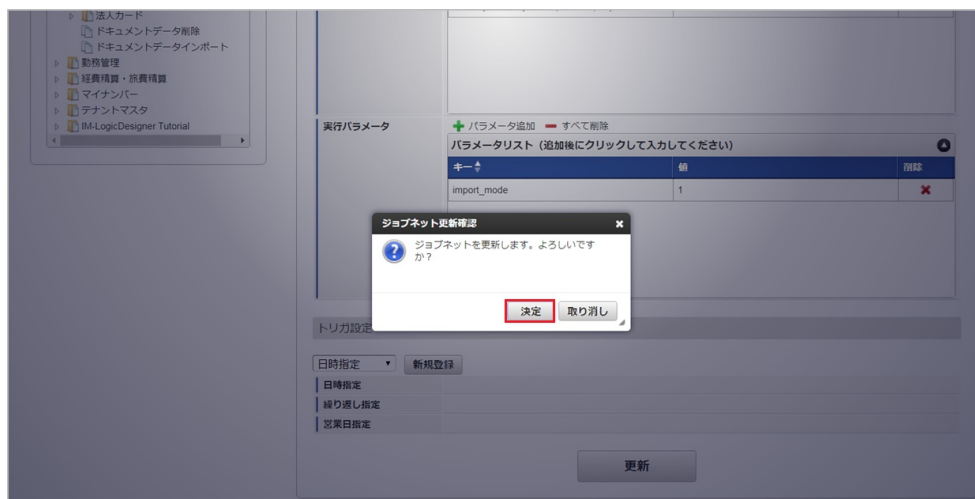 法人カード
ドキュメントデータ削除
ドキュメントデータインポート
勤務管理
経費精算・旅費精算
マイナンバー
テナントマスタ
IM-LogicDesigner Tutorial
実行パラメータ
パラメータ追加 すべて削除
パラメータリスト（追加後にクリックして入力してください）
キー 値 削除
import_mode 1
ジョブネット更新確認
ジョブネットを更新します。よろしいです
か？
決定 取り消し
トリガ設定
日時指定 新規登録
日時指定
繰り返し指定
営業日指定
更新